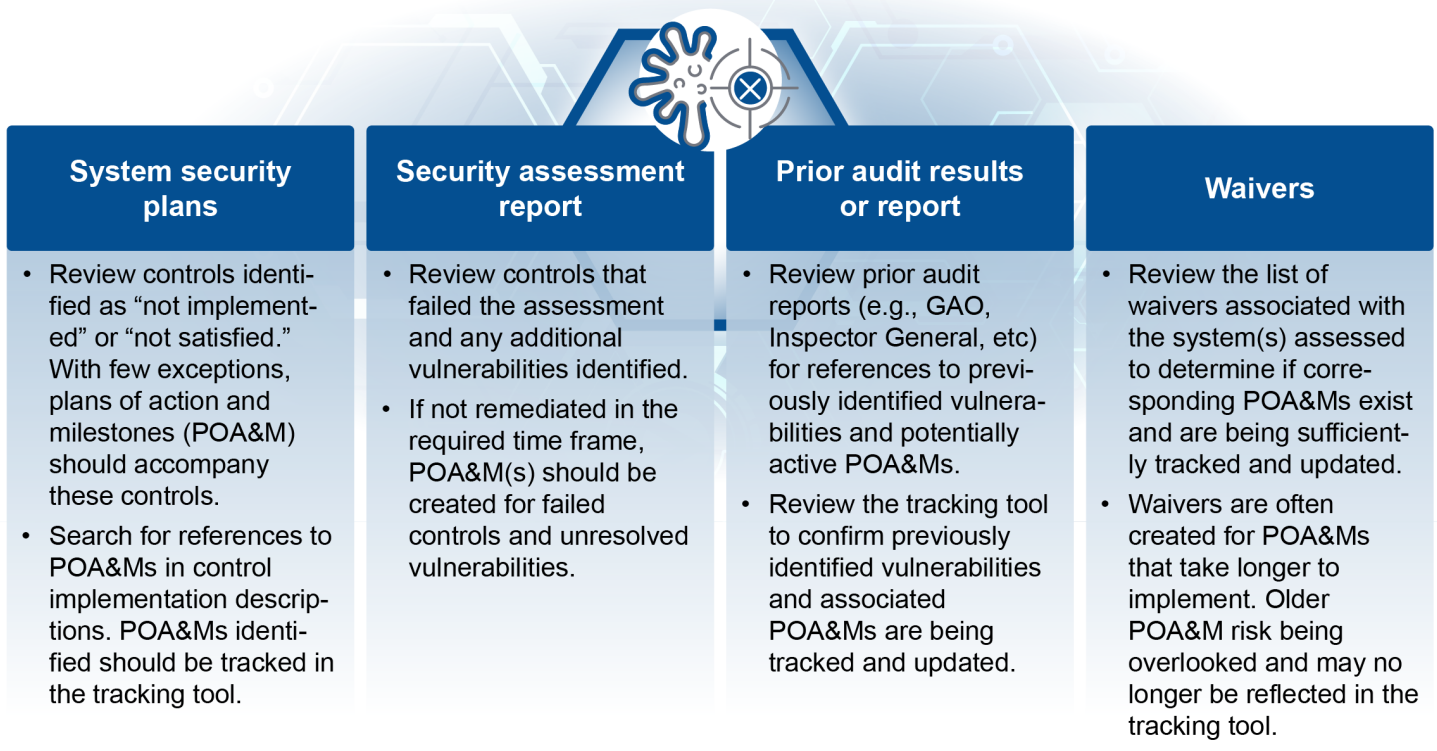 System security
plans
• Review controls identi-
fied as “not implement-
ed” or “not satisfied.”
With few exceptions,
plans of action and
milestones (POA&M)
should accompany
these controls.
• Search for references to
POA&Ms in control
implementation descrip-
tions. POA&Ms identi-
fied should be tracked in
the tracking tool.
Security assessment
report
• Review controls that
failed the assessment
and any additional
vulnerabilities identified.
• If not remediated in the
required time frame,
POA&M(s) should be
created for failed
controls and unresolved
vulnerabilities.
Prior audit results
or report
• Review prior audit
reports (e.g., GAO,
Inspector General, etc)
for references to previ-
ously identified vulnera-
bilities and potentially
active POA&Ms.
• Review the tracking tool
to confirm previously
identified vulnerabilities
and associated
POA&Ms are being
tracked and updated.
Waivers
• Review the list of
waivers associated with
the system(s) assessed
to determine if corre-
sponding POA&Ms exist
and are being sufficient-
ly tracked and updated.
• Waivers are often
created for POA&Ms
that take longer to
implement. Older
POA&M risk being
overlooked and may no
longer be reflected in the
tracking tool.